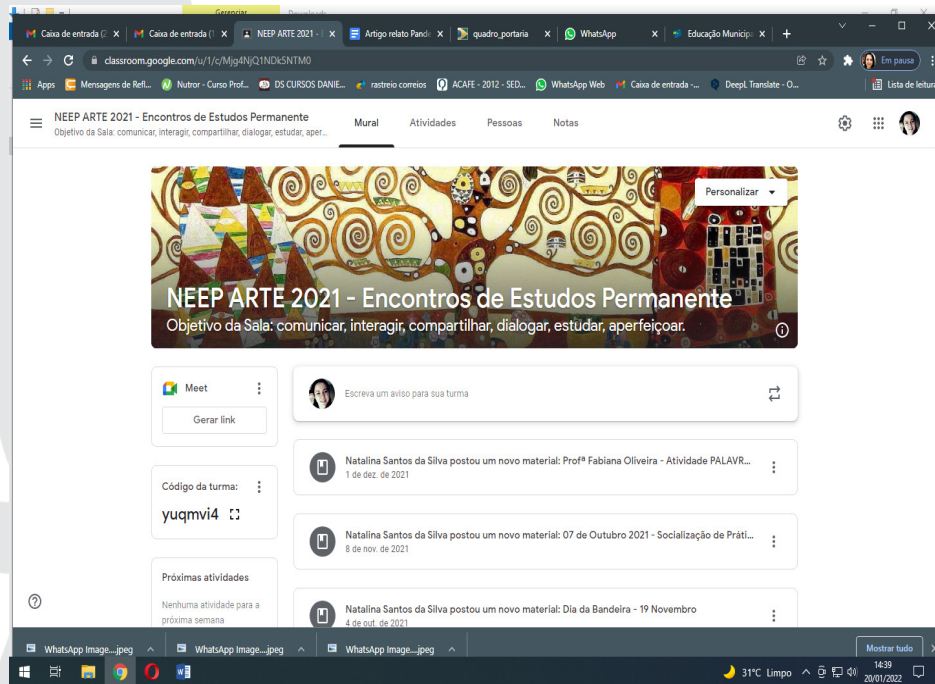 Gerenciar
Downloads
Caixa de entrada (2
Caixa de entrada (1
NEEP ARTE 2021 - E
Artigo relato Pande
quadro_portaria
WhatsApp
Educação Municipa
classroom.google.com/u/1/c/Mjg4NjQ1NDk5NTM0
Em pausa
Apps
Mensagens de Refl...
Nutror - Curso Prof...
DS CURSOS DANIE...
rastreio correios
ACAFE - 2012 - SED...
WhatsApp Web
Caixa de entrada -...
DeepL Translate - O...
Lista de leitura
NEEP ARTE 2021 - Encontros de Estudos Permanente
Objetivo da Sala: comunicar, interagir, compartilhar, dialogar, estudar, aper...
Mural
Atividades
Pessoas
Notas
Personalizar
NEEP ARTE 2021 - Encontros de Estudos Permanente
Objetivo da Sala: comunicar, interagir, compartilhar, dialogar, estudar, aperfeiçoar.
Meet
Gerar link
Escreva um aviso para sua turma
Código da turma:
yuqmvi4
Natalina Santos da Silva postou um novo material: Profª Fabiana Oliveira - Atividade PALAVR...
1 de dez. de 2021
Natalina Santos da Silva postou um novo material: 07 de Outubro 2021 - Socialização de Práti...
8 de nov. de 2021
Próximas atividades
Nenhuma atividade para a
próxima semana
Natalina Santos da Silva postou um novo material: Dia da Bandeira - 19 Novembro
4 de out. de 2021
WhatsApp Image....jpeg
WhatsApp Image....jpeg
WhatsApp Image....jpeg
Mostrar tudo
31°C Limpo
14:39
20/01/2022